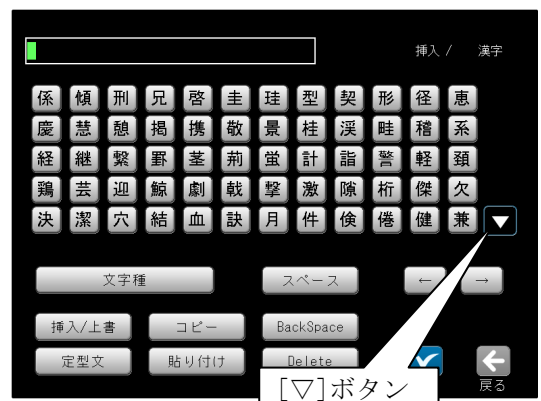 挿入 / 漢字
係 傾 刑 兄 啓 圭 珪 型 契 形 径 恵
慶 慧 憩 掲 携 敬 景 桂 渓 畦 稽 系
経 継 繋 罫 茎 荊 蛍 計 詣 警 軽 頚
鶏 芸 迎 鯨 劇 戟 撃 激 隙 桁 傑 欠
決 潔 穴 結 血 訣 月 件 倹 倦 健 兼 ▼
文字種 スペース ← →
挿入/上書 コピー BackSpace
定型文 貼り付け Delete
戻る
[▽]ボタン